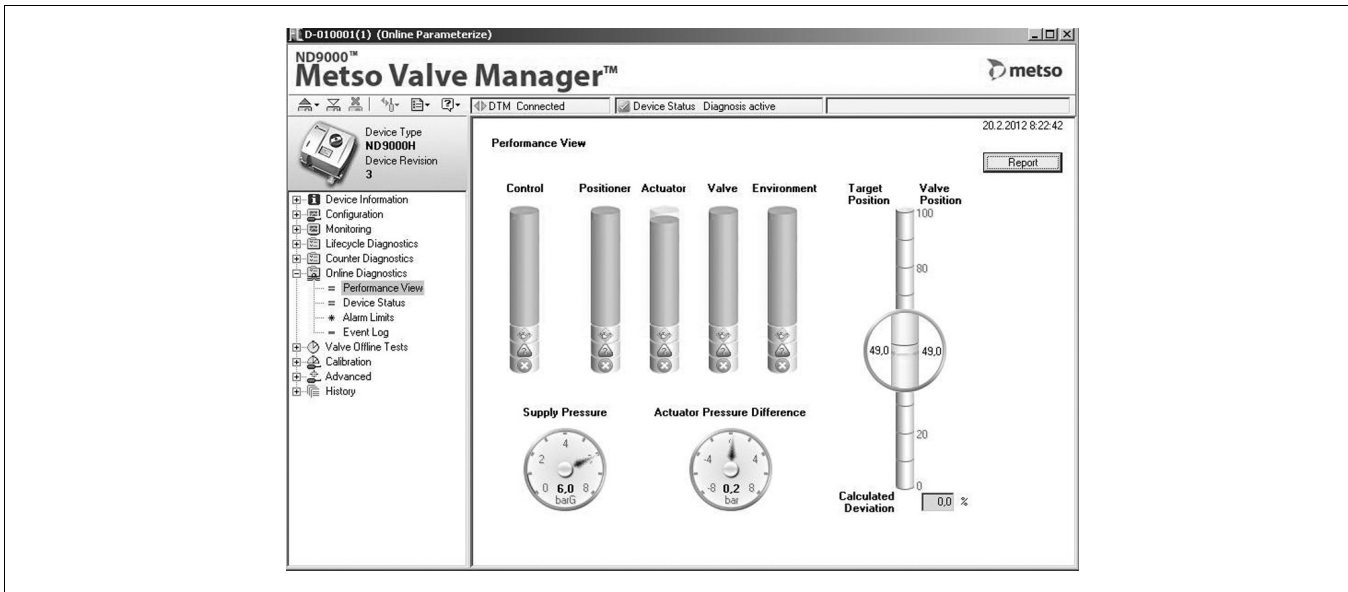 D-010001(1) (Online Parameterize)
ND9000™
Metso Valve Manager™
metso
DTM Connected
Device Status Diagnosis active
20.2.2012 8:22:42
Device Type
ND9000H
Device Revision
3
Performance View
Report
Device Information
Configuration
Monitoring
Lifecycle Diagnostics
Counter Diagnostics
Online Diagnostics
Performance View
Device Status
Alarm Limits
Event Log
Valve Offline Tests
Calibration
Advanced
History
Control Positioner Actuator Valve Environment
Target Position
Valve Position
100
80
49,0 49,0
20
0
Supply Pressure
4
2
0 6,0 8
barG
Actuator Pressure Difference
-4 4
-8 0,2 8
bar
Calculated Deviation
0,0 %